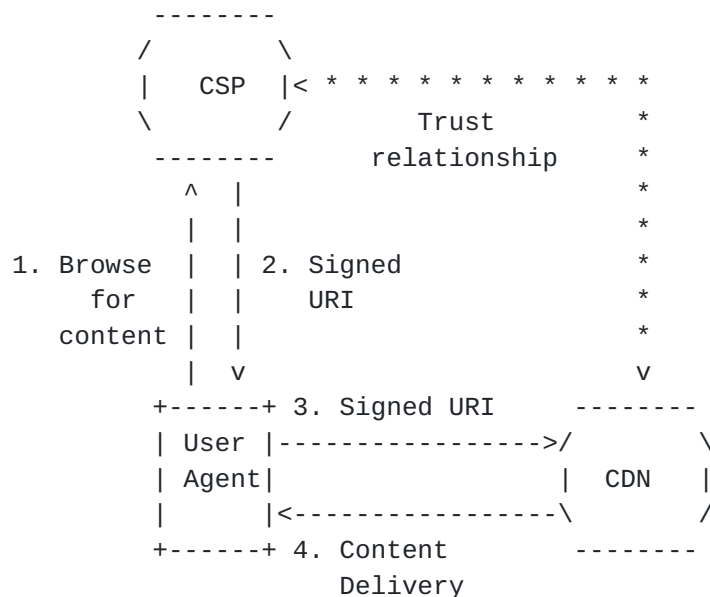 --------
/ \
| CSP |< * * * * * * * * * * *
\ / Trust *
-------- relationship *
^ | *
| | *
1. Browse | | 2. Signed *
for | | URI *
content | | *
| v v
+------+ 3. Signed URI --------
| User |----------------->/ \
| Agent| | CDN |
| |<-----------------\ /
+------+ 4. Content --------
Delivery